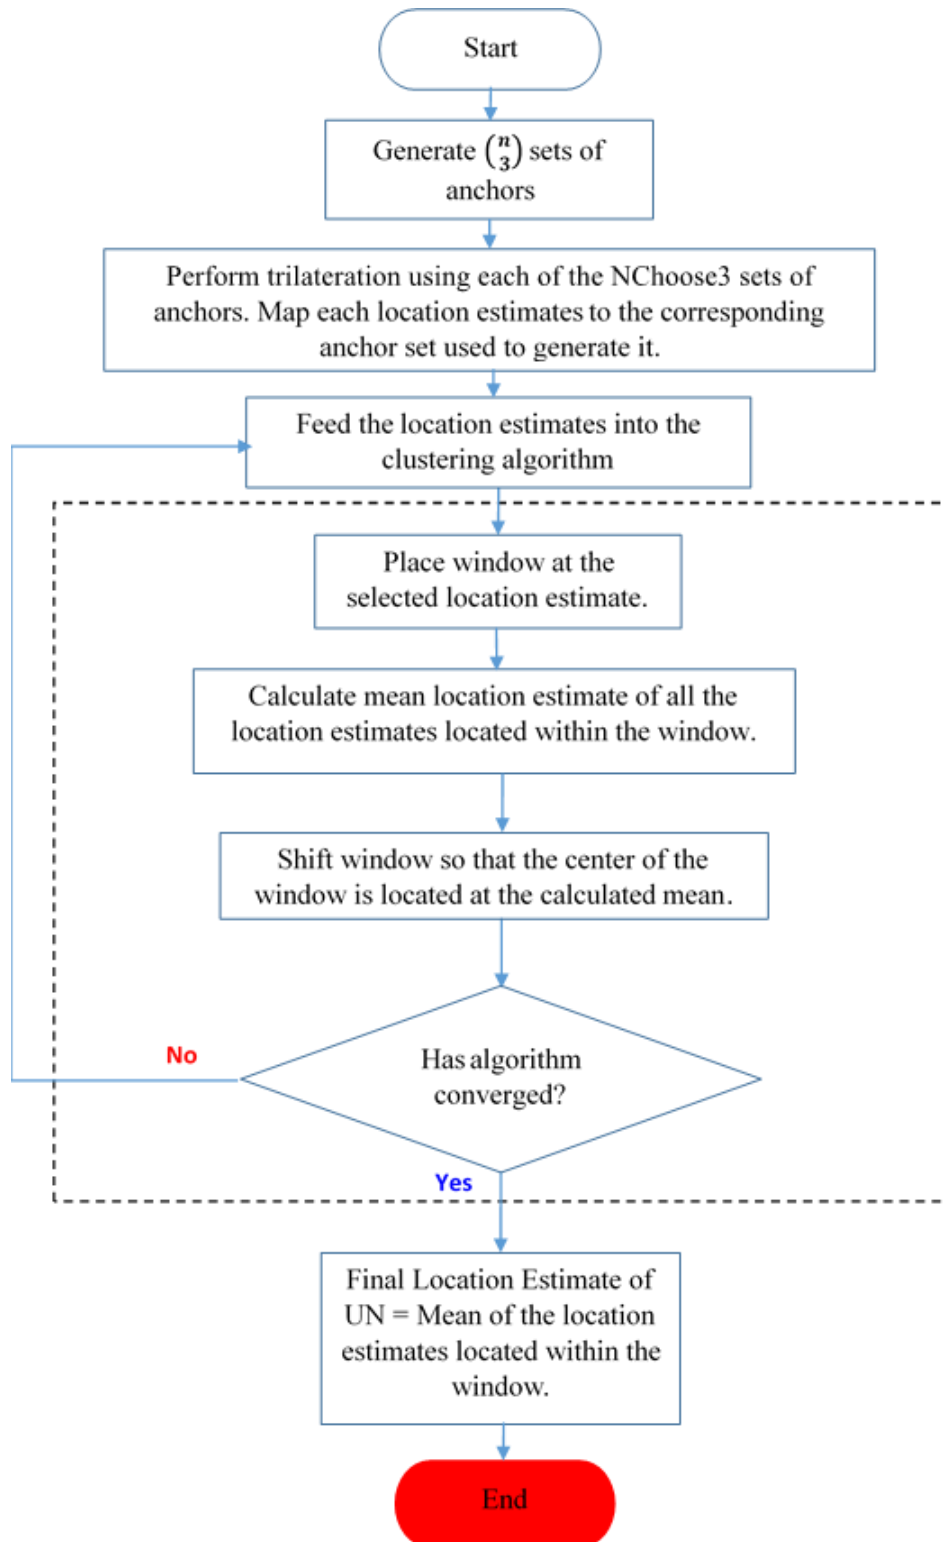 Start
Generate (n 3) sets of
anchors
Perform trilateration using each of the NChoose3 sets of
anchors. Map each location estimates to the corresponding
anchor set used to generate it.
Feed the location estimates into the
clustering algorithm
Place window at the
selected location estimate.
Calculate mean location estimate of all the
location estimates located within the window.
Shift window so that the center of the
window is located at the calculated mean.
Has algorithm
converged?
No
Yes
Final Location Estimate of
UN = Mean of the location
estimates located within the
window.
End